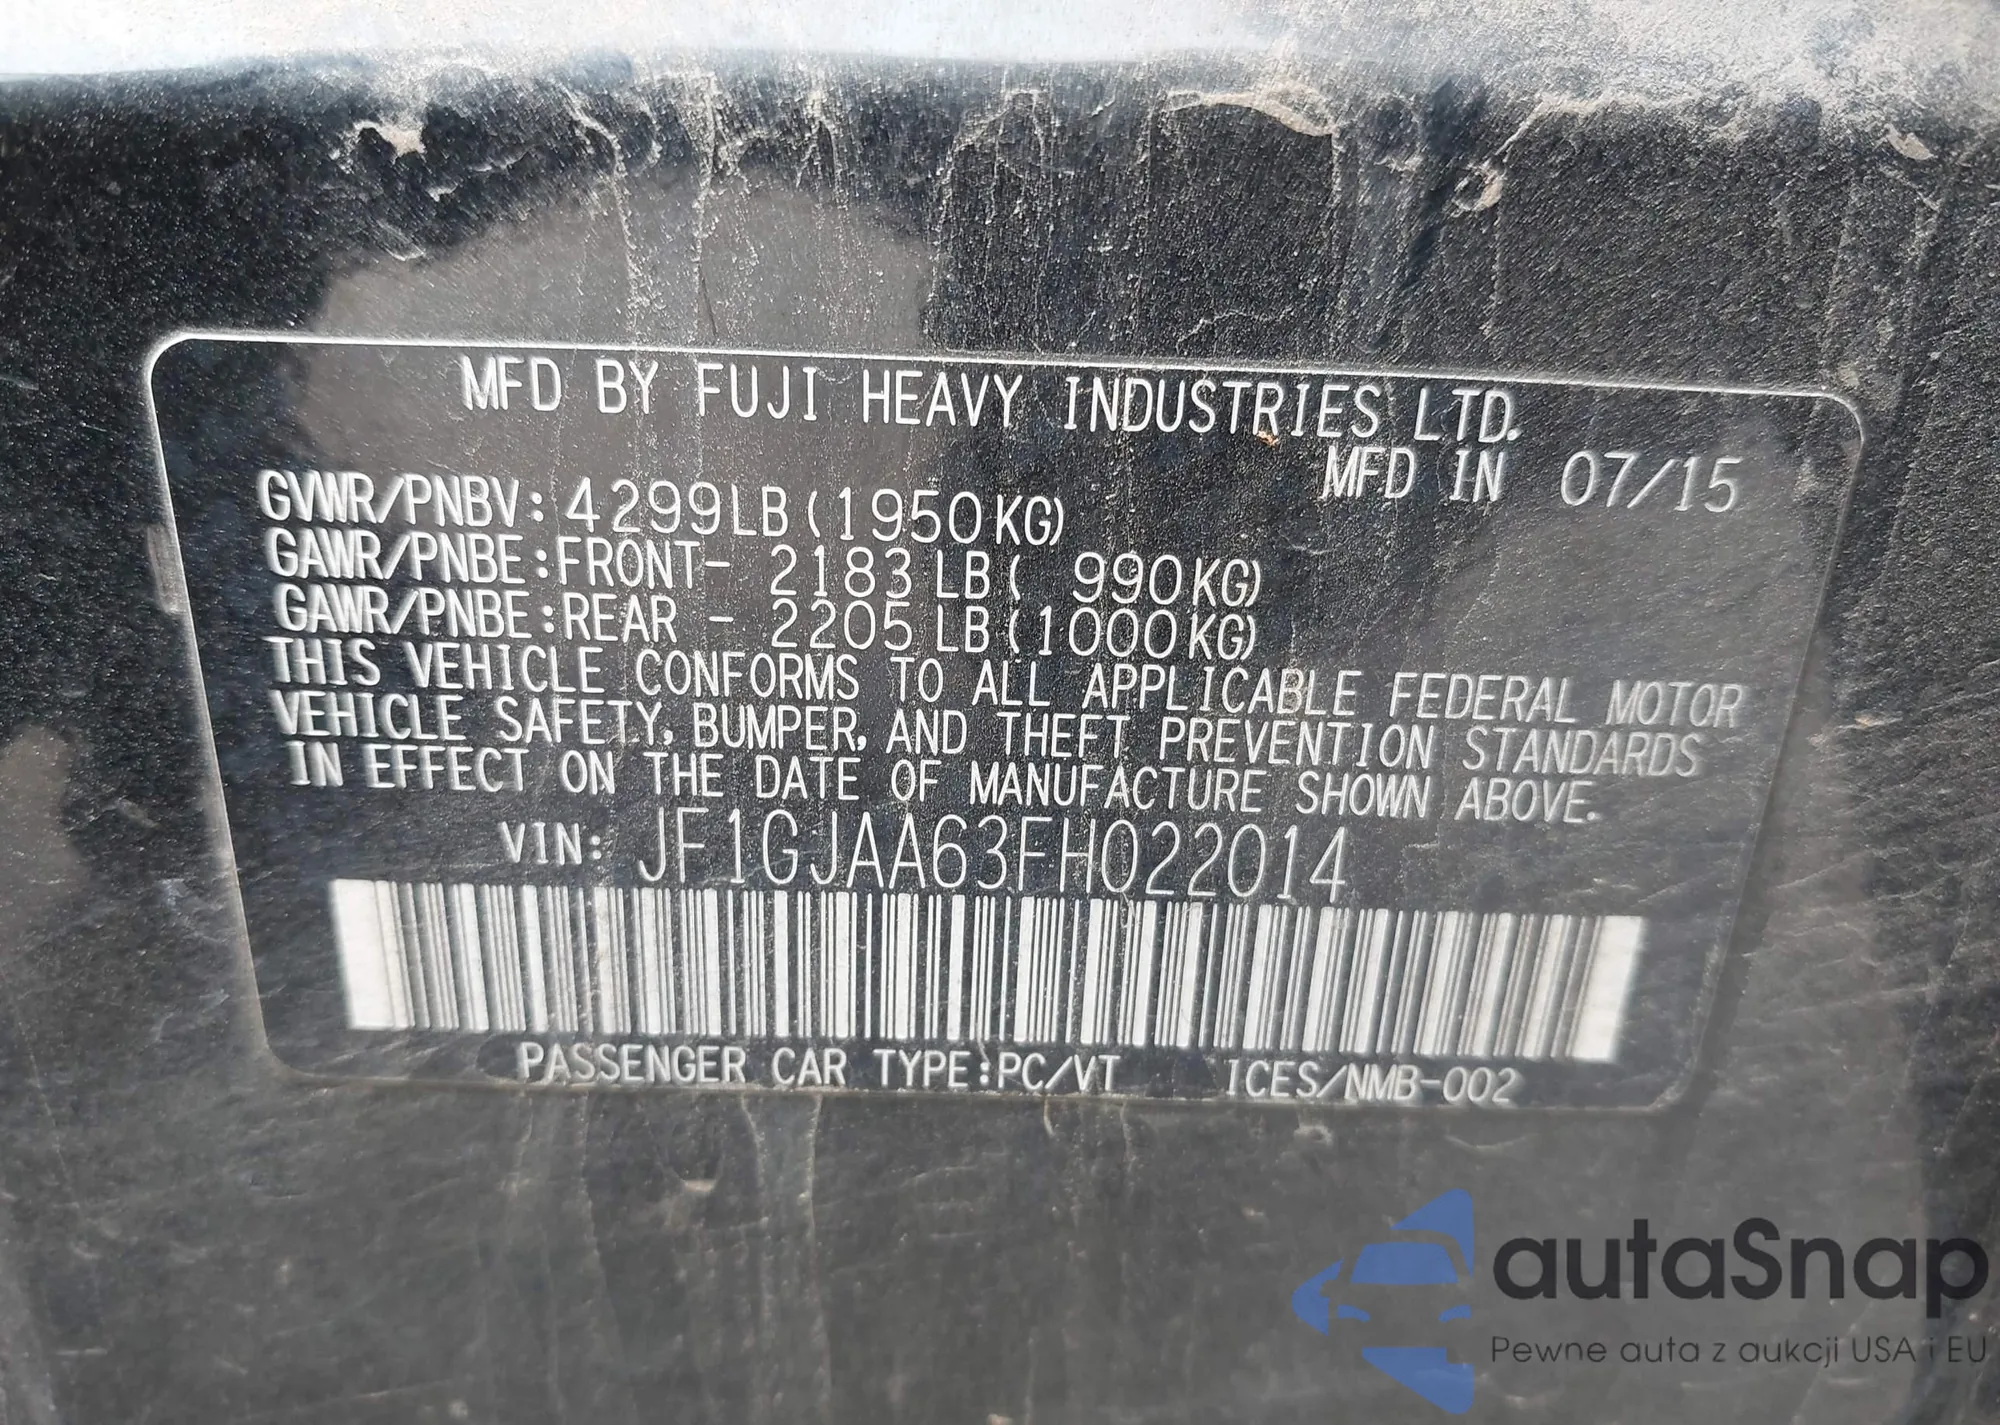 MFD BY FUJI HEAVY INDUSTRIES LTD.
MFD IN 07/15
GVWR/PNBV: 4299LB (1950KG)
GAWR/PNBE:FRONT- 2183LB( 990KG)
GAWR/PNBE:REAR - 2205LB(1000KG)
THIS VEHICLE CONFORMS TO ALL APPLICABLE FEDERAL MOTOR
VEHICLE SAFETY, BUMPER, AND THEFT PREVENTION STANDARDS
IN EFFECT ON THE DATE OF MANUFACTURE SHOWN ABOVE.
VIN: JF1GJAA63FH022014
PASSENGER CAR TYPE:PC/VT ICES/NMB-002
autaSnap
Pewne auta z aukcji USA i EU